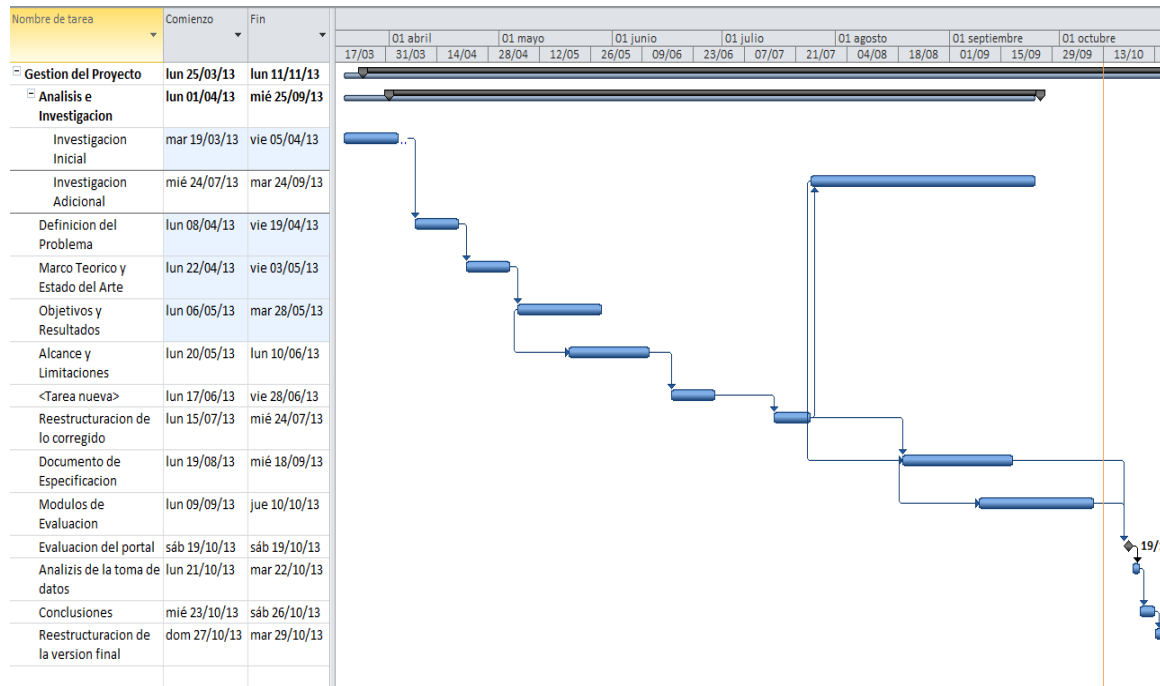 Nombre de tarea Comienzo Fin
01 abril 01 mayo 01 junio 01 julio 01 agosto 01 septiembre 01 octubre
17/03 31/03 14/04 28/04 12/05 26/05 09/06 23/06 07/07 21/07 04/08 18/08 01/09 15/09 29/09 13/10
Gestion del Proyecto lun 25/03/13 lun 11/11/13
Analisis e lun 01/04/13 mié 25/09/13
Investigacion
Investigacion mar 19/03/13 vie 05/04/13
Inicial
Investigacion mié 24/07/13 mar 24/09/13
Adicional
Definicion del lun 08/04/13 vie 19/04/13
Problema
Marco Teorico y lun 22/04/13 vie 03/05/13
Estado del Arte
Objetivos y lun 06/05/13 mar 28/05/13
Resultados
Alcance y lun 20/05/13 lun 10/06/13
Limitaciones
<Tarea nueva> lun 17/06/13 vie 28/06/13
Reestructuracion de lun 15/07/13 mié 24/07/13
lo corregido
Documento de lun 19/08/13 mié 18/09/13
Especificacion
Modulos de lun 09/09/13 jue 10/10/13
Evaluacion
Evaluacion del portal sáb 19/10/13 sáb 19/10/13 19/
Analizis de la toma de lun 21/10/13 mar 22/10/13
datos
Conclusiones mié 23/10/13 sáb 26/10/13
Reestructuracion de dom 27/10/13 mar 29/10/13
la version final